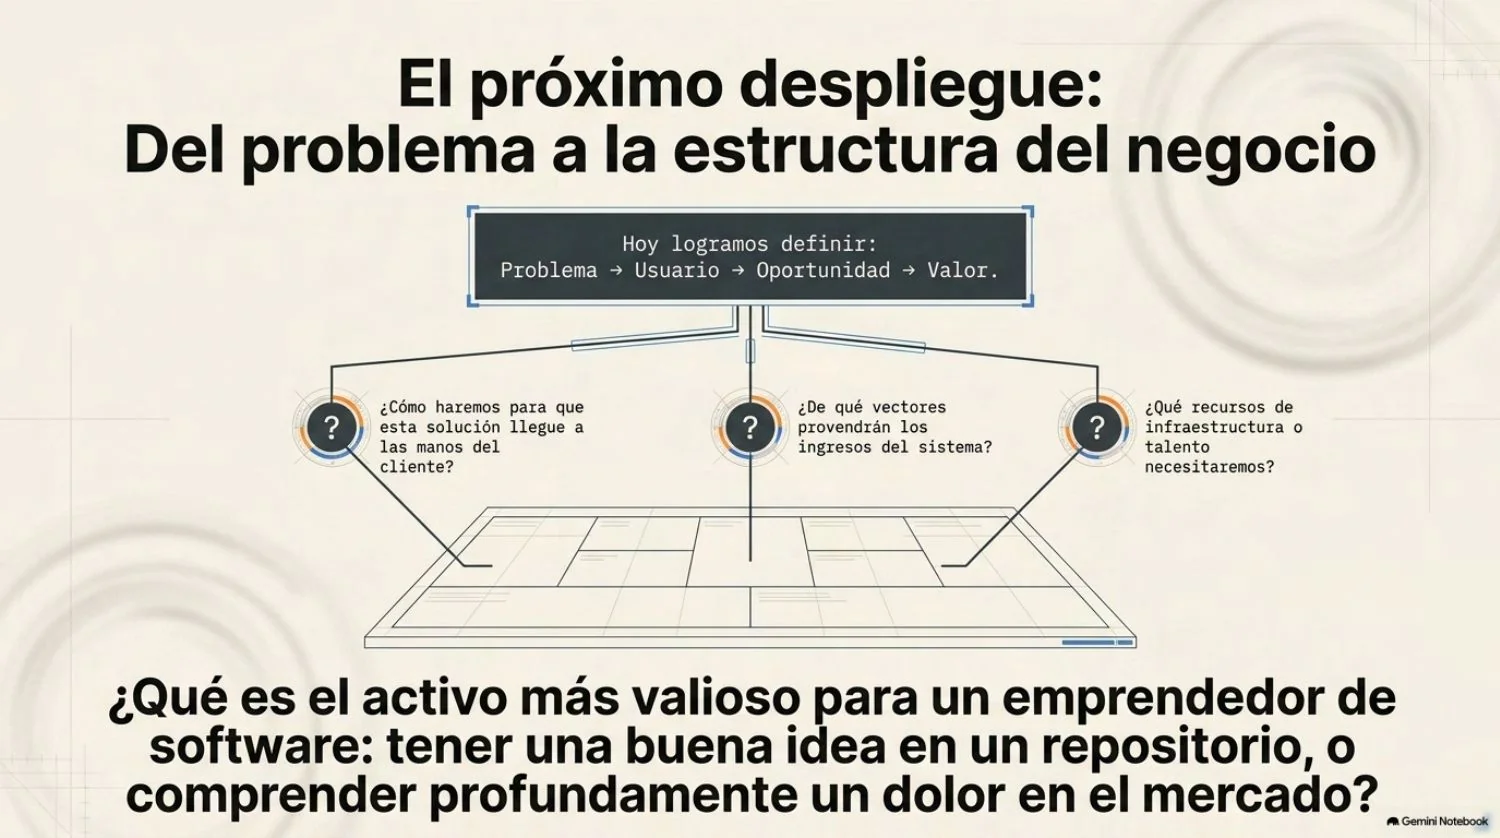 El próximo despliegue:
Del problema a la estructura del negocio
Hoy logramos definir:
Problema → Usuario → Oportunidad → Valor.
?
¿Cómo haremos para que
esta solución llegue a
las manos del
cliente?
?
¿De qué vectores
provendrán los
ingresos del sistema?
?
¿Qué recursos de
infraestructura o
talento
necesitaremos?
¿Qué es el activo más valioso para un emprendedor de
software: tener una buena idea en un repositorio, o
comprender profundamente un dolor en el mercado?
Gemini Notebook